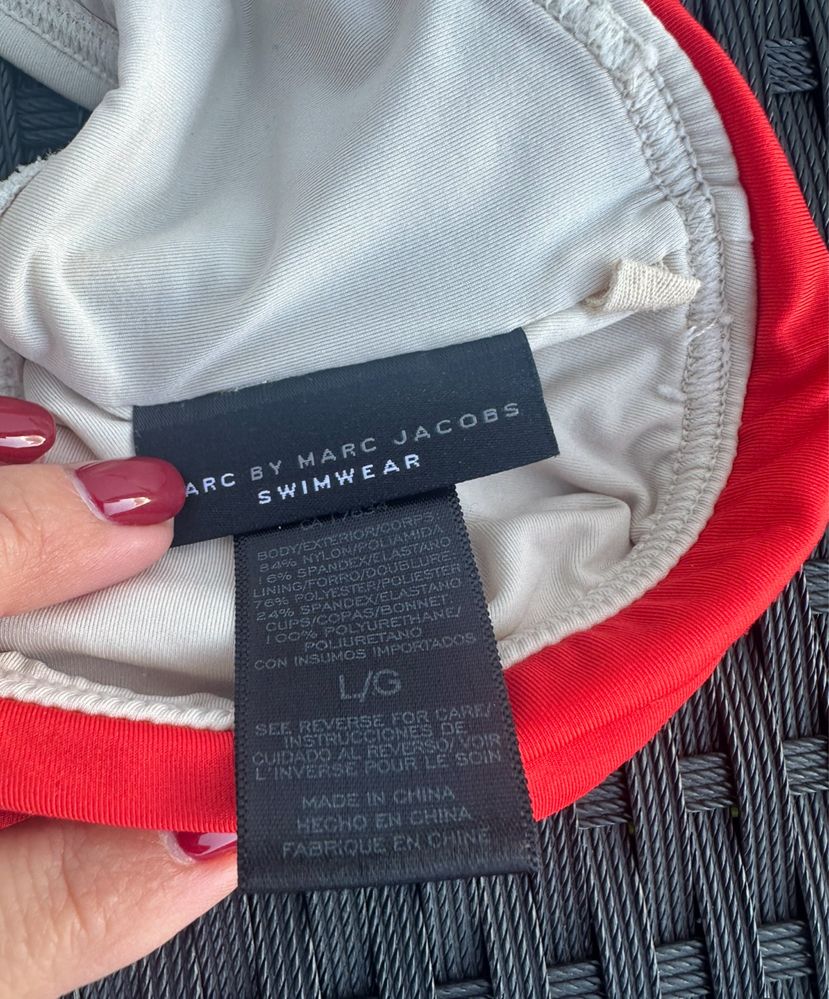 ARC BY MARC JACOBS
SWIMWEAR
BODY/EXTERIOR/CORPS/
84% NYLON/POLIAMIDA
16% SPANDEX/ELASTANO
LINING/FORRO/DOUBLURE
76% POLYESTER/POLIESTER
24% SPANDEX/ELASTANO
CUPS/COPAS/BONNET
100% POLYURETHANE/
POLIURETANO
CON INSUMOS IMPORTADOS
L/G
SEE REVERSE FOR CARE/
INSTRUCCIONES DE
CUIDADO/AL REVERSO/ VOIR
L'INVERSE POUR LE SOIN
MADE IN CHINA
HECHO EN CHINA
FABRIQUE EN CHINE